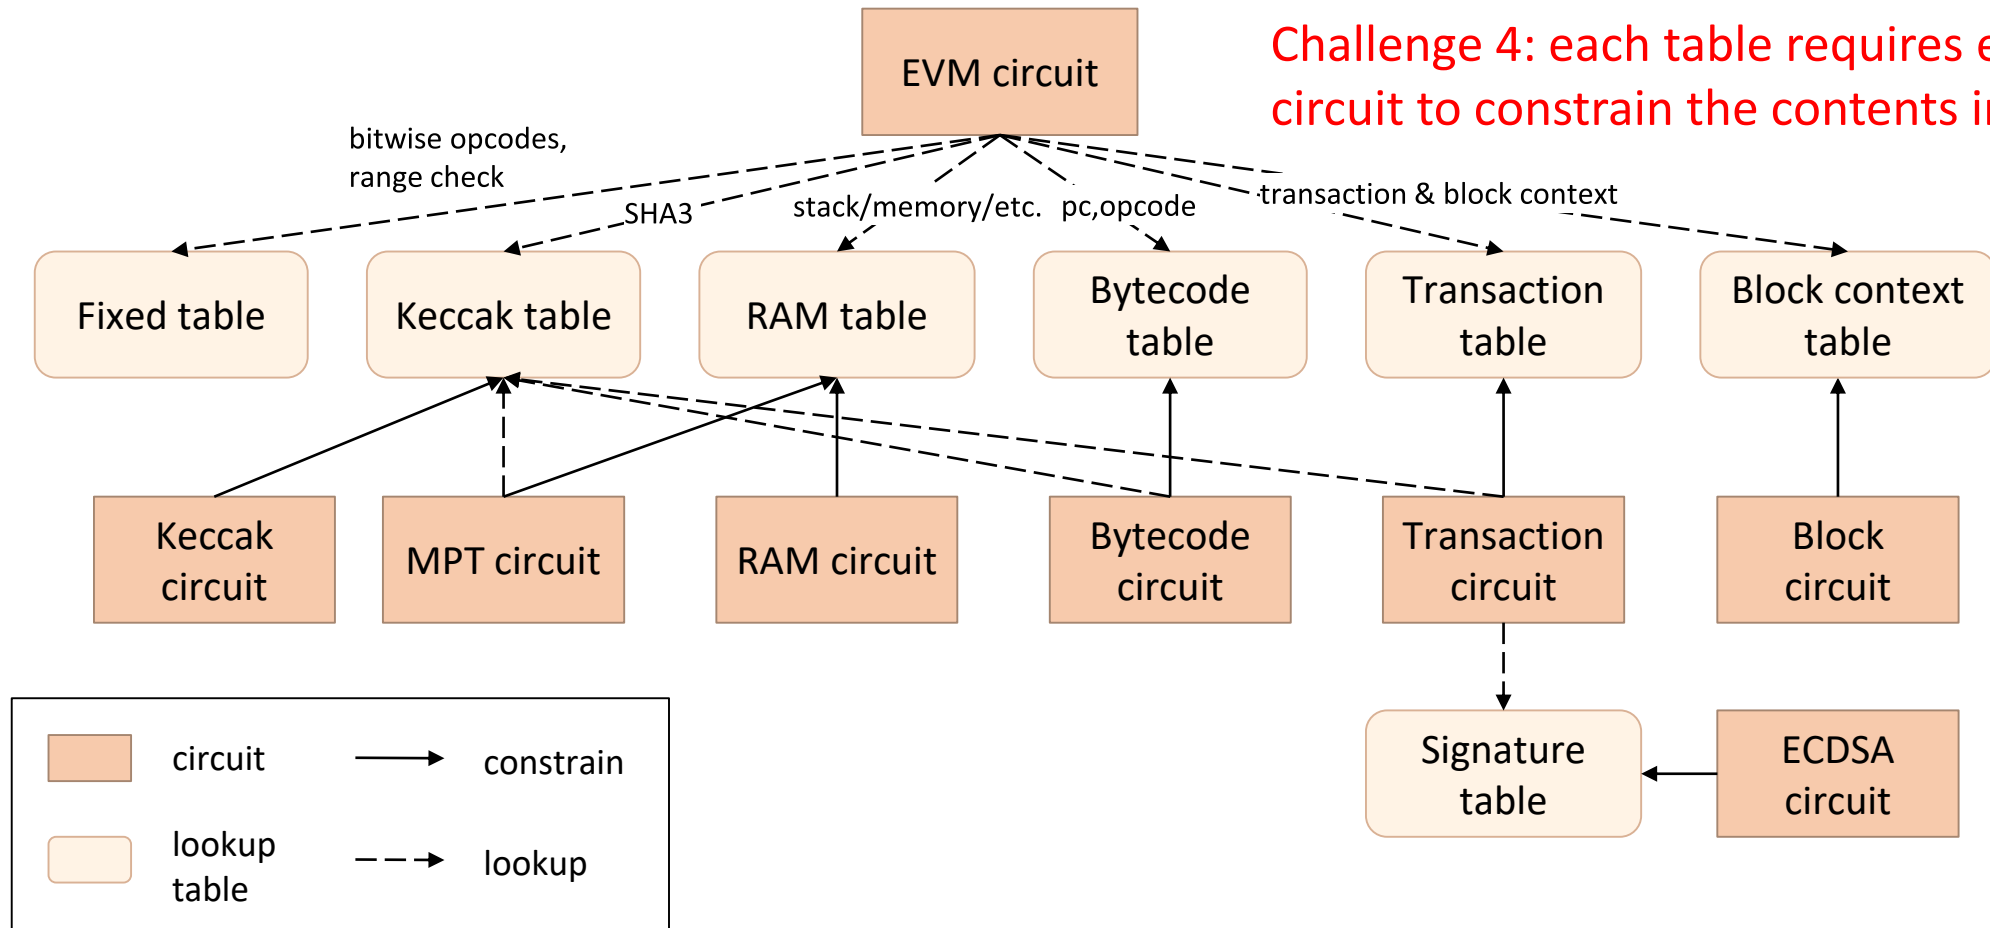 EVM circuit
Challenge 4: each table requires e
circuit to constrain the contents i
bitwise opcodes,
range check
SHA3
stack/memory/etc.
pc,opcode
transaction & block context
Fixed table
Keccak table
RAM table
Bytecode
table
Transaction
table
Block context
table
Keccak
circuit
MPT circuit
RAM circuit
Bytecode
circuit
Transaction
circuit
Block
circuit
Signature
table
ECDSA
circuit
circuit
constrain
lookup
table
lookup